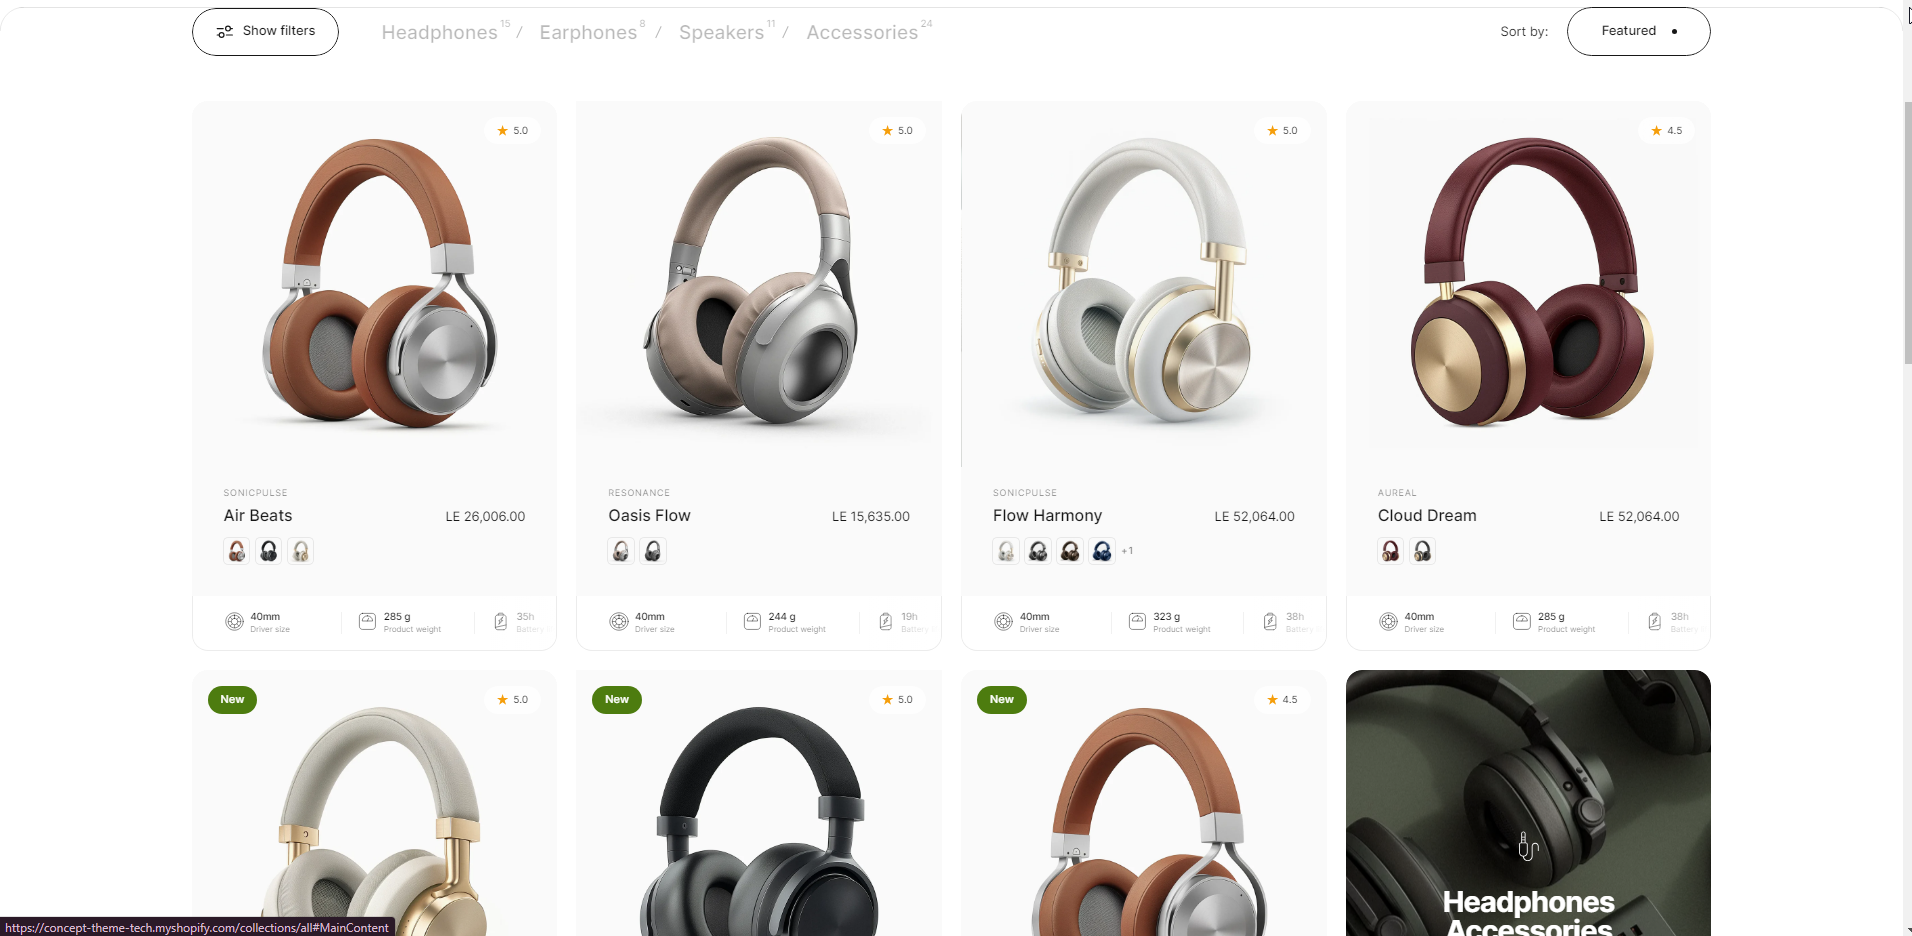 Show filters
Headphones 15 / Earphones 8 / Speakers 11 / Accessories 24
Sort by: Featured
5.0
5.0
5.0
4.5
SONICPULSE
Air Beats LE 26,006.00
RESONANCE
Oasis Flow LE 15,635.00
SONICPULSE
Flow Harmony LE 52,064.00
+1
AUREAL
Cloud Dream LE 52,064.00
40mm 285 g 35h
Driver size Product weight Battery
40mm 244 g 19h
Driver size Product weight Battery
40mm 323 g 38h
Driver size Product weight Battery
40mm 285 g 38h
Driver size Product weight Battery
New 5.0
New 5.0
New 4.5
Headphones
Accessories
https://concept-theme-tech.myshopify.com/collections/all#MainContent